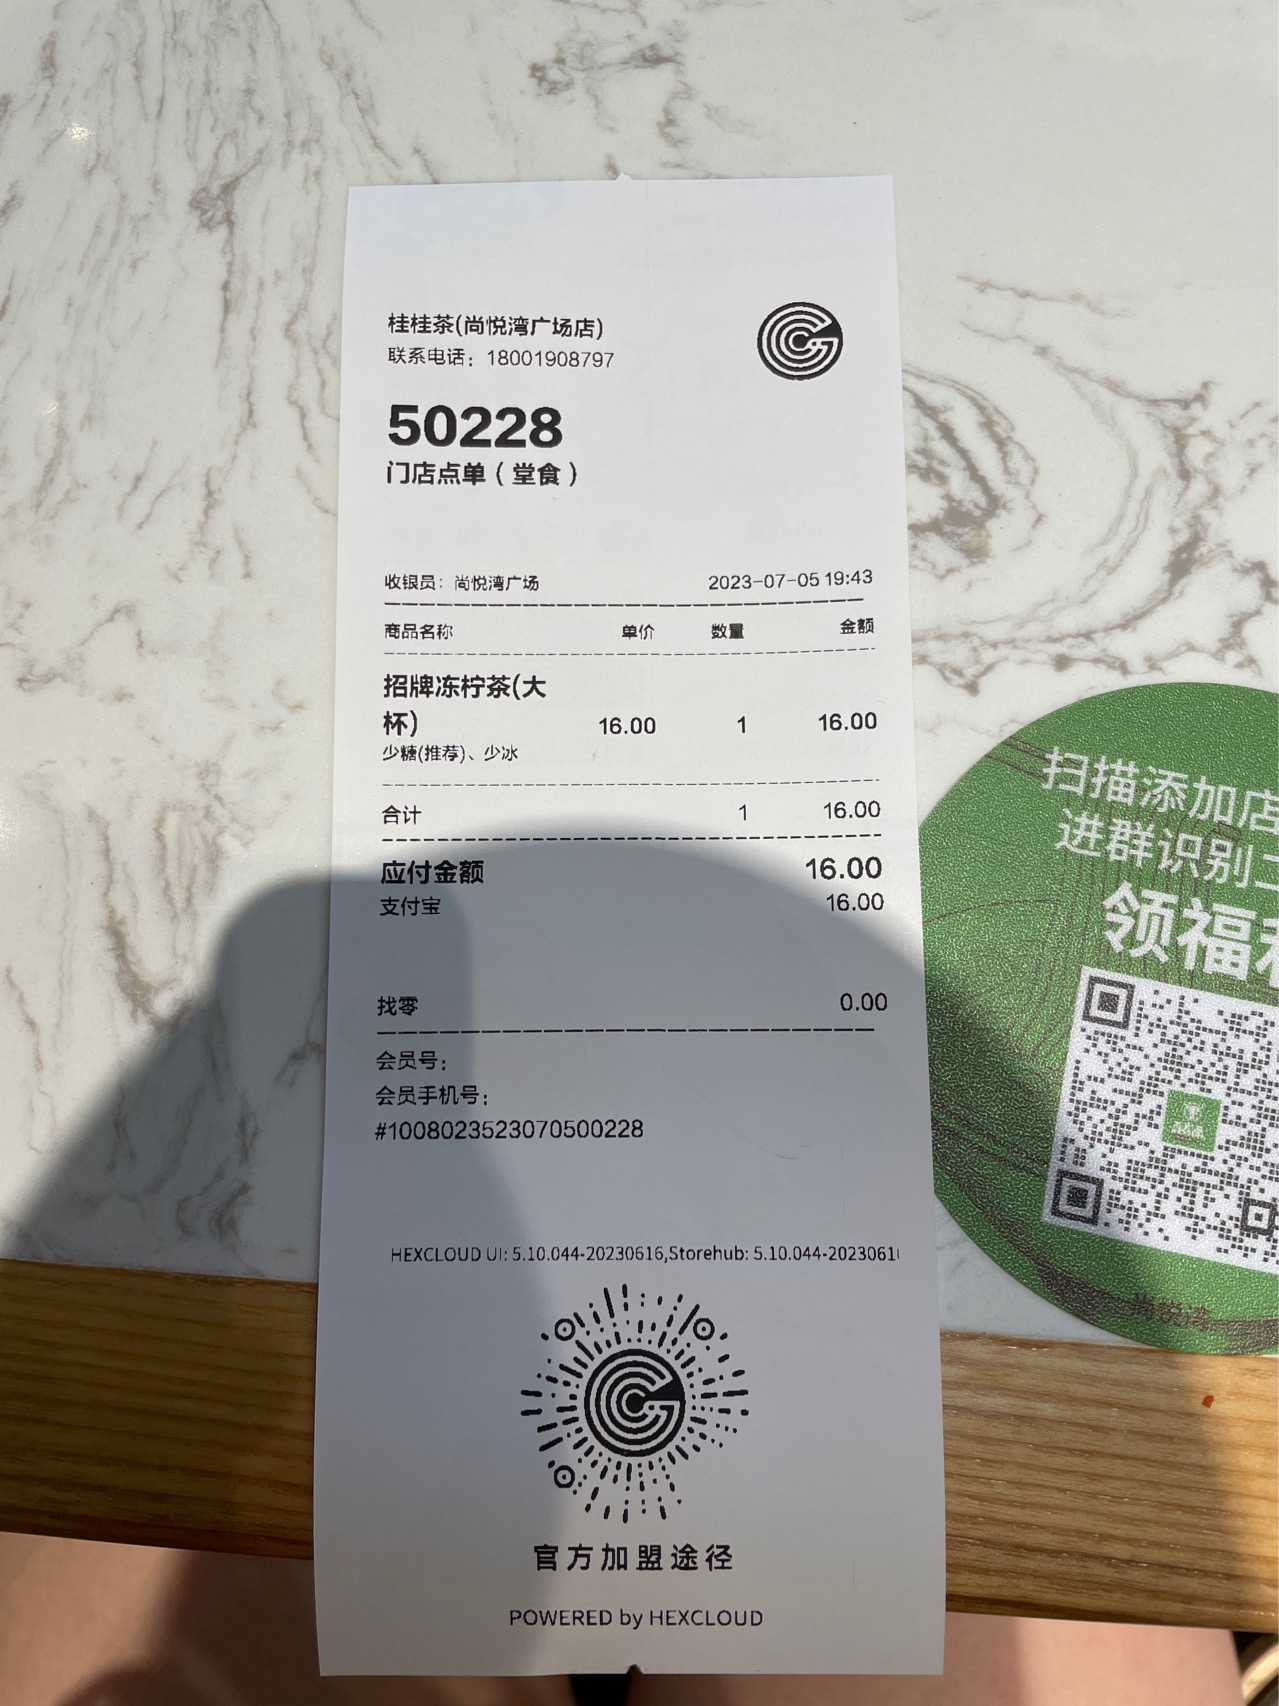 桂桂茶(尚悦湾广场店)
联系电话：18001908797
50228
门店点单（堂食）
收银员：尚悦湾广场 2023-07-05 19:43
商品名称 单价 数量 金额
招牌冻柠茶(大
杯) 16.00 1 16.00
少糖(推荐)、少冰
合计 1 16.00
应付金额 16.00
支付宝 16.00
找零 0.00
会员号：
会员手机号：
#1008023523070500228
HEXCLOUD UI: 5.10.044-20230616,Storehub: 5.10.044-2023061
官方加盟途径
POWERED by HEXCLOUD
扫描添加店
进群识别二
领福利
尚悦湾